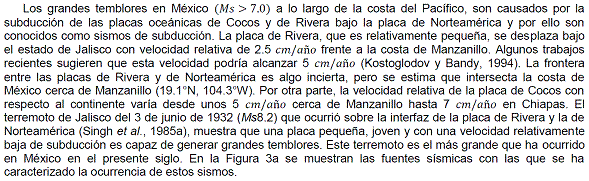 Los grandes temblores en México (Ms > 7.0) a lo largo de la costa del Pacífico, son causados por la
subducción de las placas oceánicas de Cocos y de Rivera bajo la placa de Norteamérica y por ello son
conocidos como sismos de subducción. La placa de Rivera, que es relativamente pequeña, se desplaza bajo
el estado de Jalisco con velocidad relativa de 2.5 cm/año frente a la costa de Manzanillo. Algunos trabajos
recientes sugieren que esta velocidad podría alcanzar 5 cm/año (Kostoglodov y Bandy, 1994). La frontera
entre las placas de Rivera y de Norteamérica es algo incierta, pero se estima que intersecta la costa de
México cerca de Manzanillo (19.1°N, 104.3°W). Por otra parte, la velocidad relativa de la placa de Cocos con
respecto al continente varía desde unos 5 cm/año cerca de Manzanillo hasta 7 cm/año en Chiapas. El
terremoto de Jalisco del 3 de junio de 1932 (Ms8.2) que ocurrió sobre la interfaz de la placa de Rivera y la de
Norteamérica (Singh et al., 1985a), muestra que una placa pequeña, joven y con una velocidad relativamente
baja de subducción es capaz de generar grandes temblores. Este terremoto es el más grande que ha ocurrido
en México en el presente siglo. En la Figura 3a se muestran las fuentes sísmicas con las que se ha
caracterizado la ocurrencia de estos sismos.